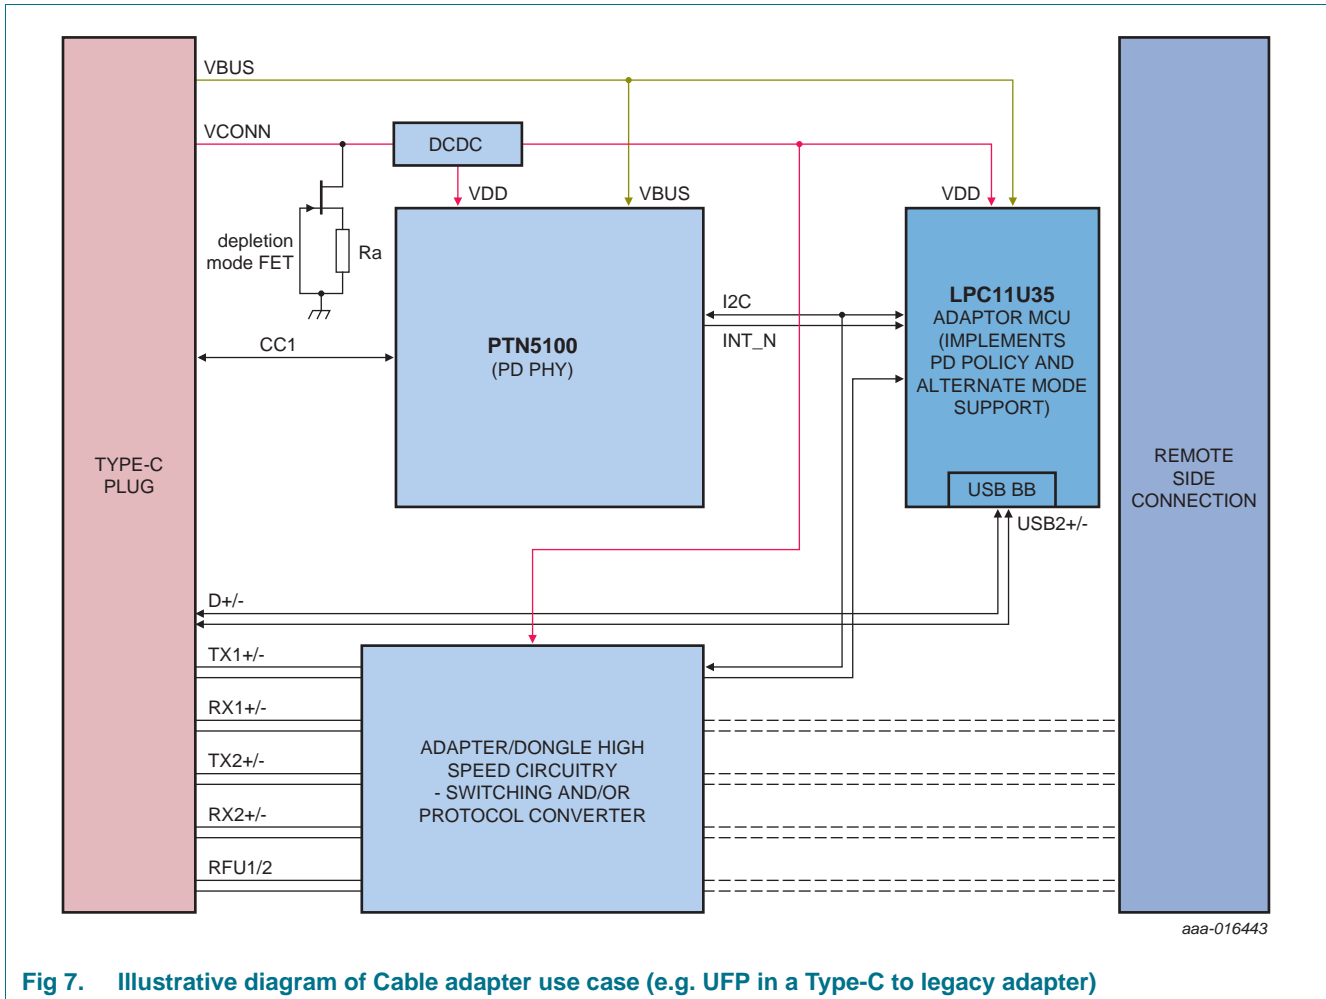 VBUS
VCONN
DCDC
VDD
VBUS
VDD
depletion
mode FET
Ra
CC1
PTN5100
(PD PHY)
I2C
INT_N
LPC11U35
ADAPTOR MCU
(IMPLEMENTS
PD POLICY AND
ALTERNATE MODE
SUPPORT)
USB BB
USB2+/-
TYPE-C
PLUG
REMOTE
SIDE
CONNECTION
D+/-
TX1+/-
RX1+/-
TX2+/-
RX2+/-
RFU1/2
ADAPTER/DONGLE HIGH
SPEED CIRCUITRY
- SWITCHING AND/OR
PROTOCOL CONVERTER
aaa-016443
Fig 7. Illustrative diagram of Cable adapter use case (e.g. UFP in a Type-C to legacy adapter)